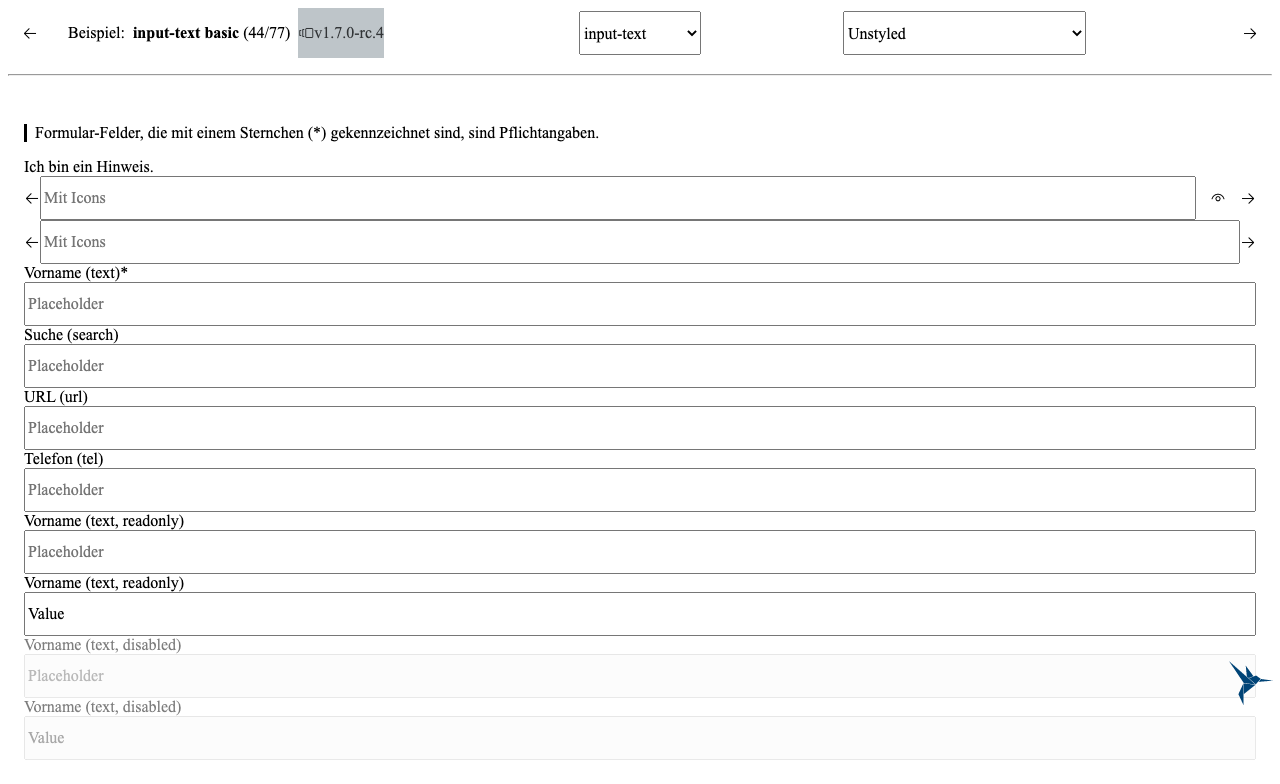 Beispiel: input-text basic (44/77) v1.7.0-rc.4 input-text Unstyled
Formular-Felder, die mit einem Sternchen (*) gekennzeichnet sind, sind Pflichtangaben.
Ich bin ein Hinweis.
Mit Icons
Mit Icons
Vorname (text)*
Placeholder
Suche (search)
Placeholder
URL (url)
Placeholder
Telefon (tel)
Placeholder
Vorname (text, readonly)
Placeholder
Vorname (text, readonly)
Value
Vorname (text, disabled)
Placeholder
Vorname (text, disabled)
Value